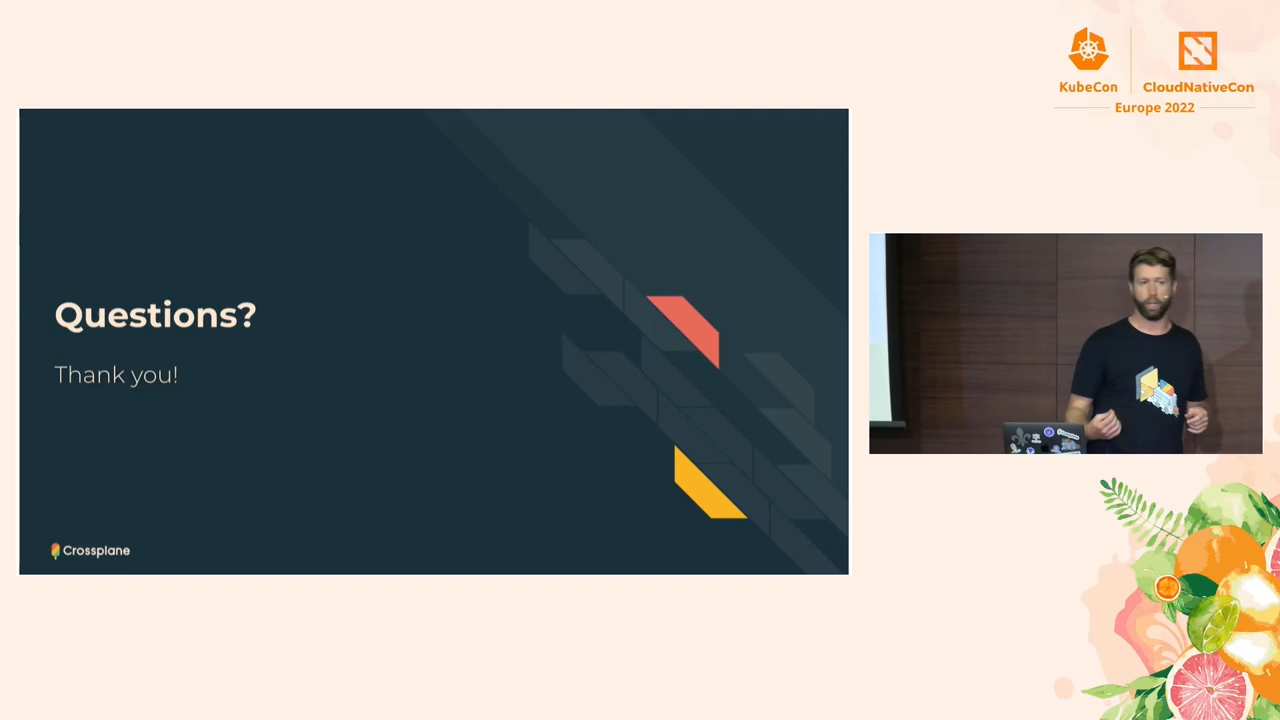 KubeCon
CloudNativeCon
Europe 2022
Questions?
Thank you!
Crossplane